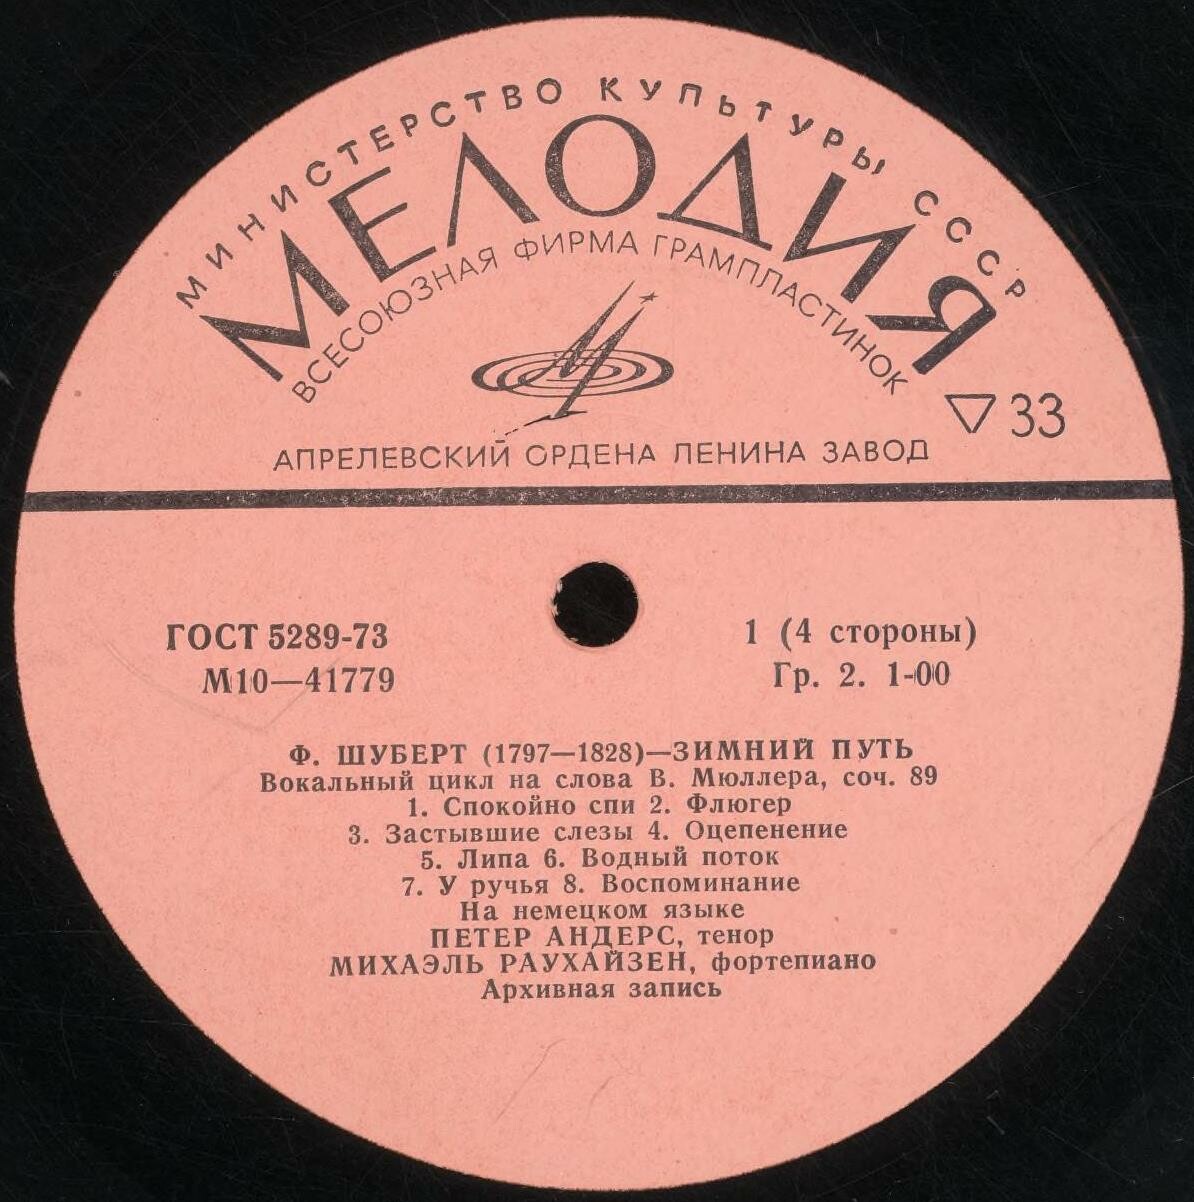 МИНИСТЕРСТВО КУЛЬТУРЫ СССР
МЕЛОДИЯ
ВСЕСОЮЗНАЯ ФИРМА ГРАМПЛАСТИНОК
▽33
АПРЕЛЕВСКИЙ ОРДЕНА ЛЕНИНА ЗАВОД
ГОСТ 5289-73
М10—41779
1 (4 стороны)
Гр. 2. 1-00
Ф. ШУБЕРТ (1797—1828)—ЗИМНИЙ ПУТЬ
Вокальный цикл на слова В. Мюллера, соч. 89
1. Спокойно спи 2. Флюгер
3. Застывшие слезы 4. Оцепенение
5. Липа 6. Водный поток
7. У ручья 8. Воспоминание
На немецком языке
ПЕТЕР АНДЕРС, тенор
МИХАЭЛЬ РАУХАЙЗЕН, фортепиано
Архивная запись